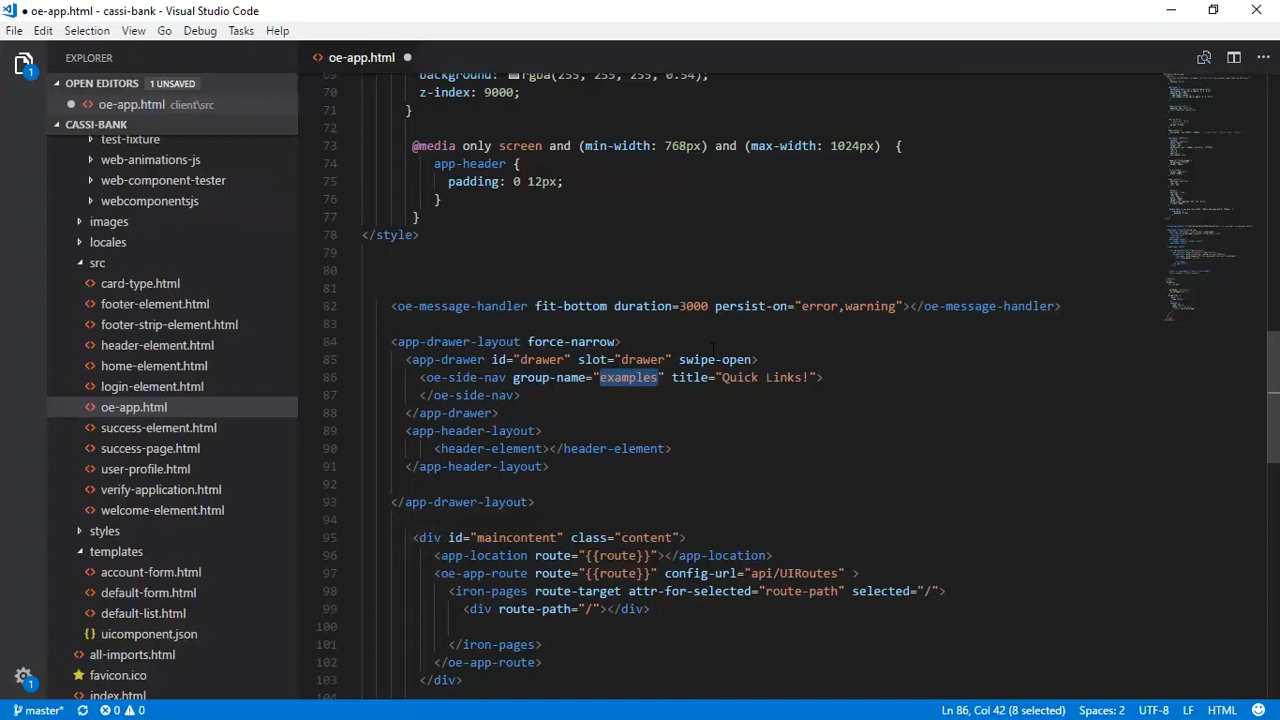 oe-app.html - cassi-bank - Visual Studio Code
File Edit Selection View Go Debug Tasks Help
EXPLORER
OPEN EDITORS 1 UNSAVED
oe-app.html client\src
CASSI-BANK
test-fixture
web-animations-js
web-component-tester
webcomponentsjs
images
locales
src
card-type.html
footer-element.html
footer-strip-element.html
header-element.html
home-element.html
login-element.html
oe-app.html
success-element.html
success-page.html
user-profile.html
verify-application.html
welcome-element.html
styles
templates
account-form.html
default-form.html
default-list.html
uicomponent.json
all-imports.html
favicon.ico
index.html
1
1
oe-app.html
69 background: rgba(255, 255, 255, 0.54);
70 z-index: 9000;
71 }
72
73 @media only screen and (min-width: 768px) and (max-width: 1024px) {
74 app-header {
75 padding: 0 12px;
76 }
77 }
78 </style>
79
80
81
82 <oe-message-handler fit-bottom duration=3000 persist-on="error,warning"></oe-message-handler>
83
84 <app-drawer-layout force-narrow>
85 <app-drawer id="drawer" slot="drawer" swipe-open>
86 <oe-side-nav group-name="examples" title="Quick Links!">
87 </oe-side-nav>
88 </app-drawer>
89 <app-header-layout>
90 <header-element></header-element>
91 </app-header-layout>
92
93 </app-drawer-layout>
94
95 <div id="maincontent" class="content">
96 <app-location route="{{route}}"></app-location>
97 <oe-app-route route="{{route}}" config-url="api/UIRoutes" >
98 <iron-pages route-target attr-for-selected="route-path" selected="/">
99 <div route-path="/"></div>
100
101 </iron-pages>
102 </oe-app-route>
103 </div>
104
master* 0 0 Ln 86, Col 42 (8 selected) Spaces: 2 UTF-8 LF HTML